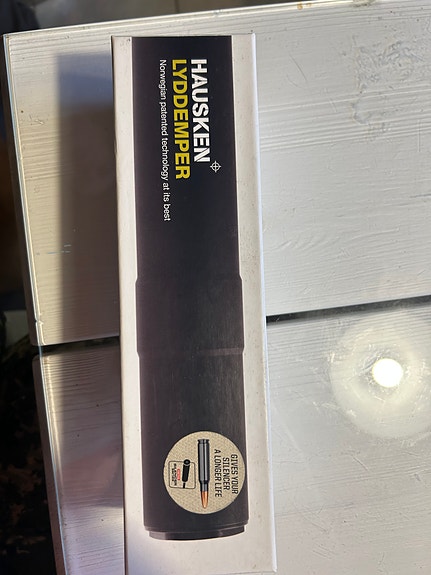 HAUSKEN
LYDDEMPER
Norwegian patented technology at its best
GIVES YOUR
SILENCER
A LONGER LIFE